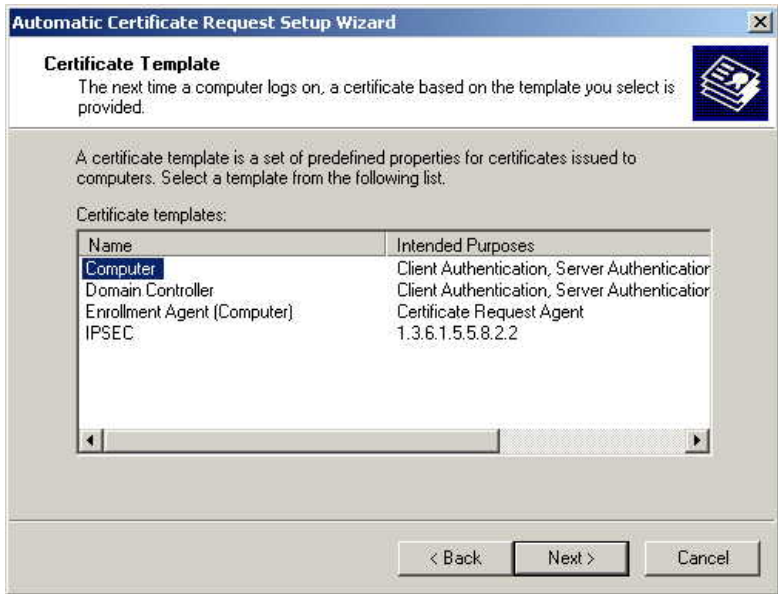 Automatic Certificate Request Setup Wizard
Certificate Template
The next time a computer logs on, a certificate based on the template you select is
provided.
A certificate template is a set of predefined properties for certificates issued to
computers. Select a template from the following list.
Certificate templates:
Name Intended Purposes
Computer Client Authentication, Server Authentication
Domain Controller Client Authentication, Server Authentication
Enrollment Agent (Computer) Certificate Request Agent
IPSEC 1.3.6.1.5.5.8.2.2
< Back Next > Cancel